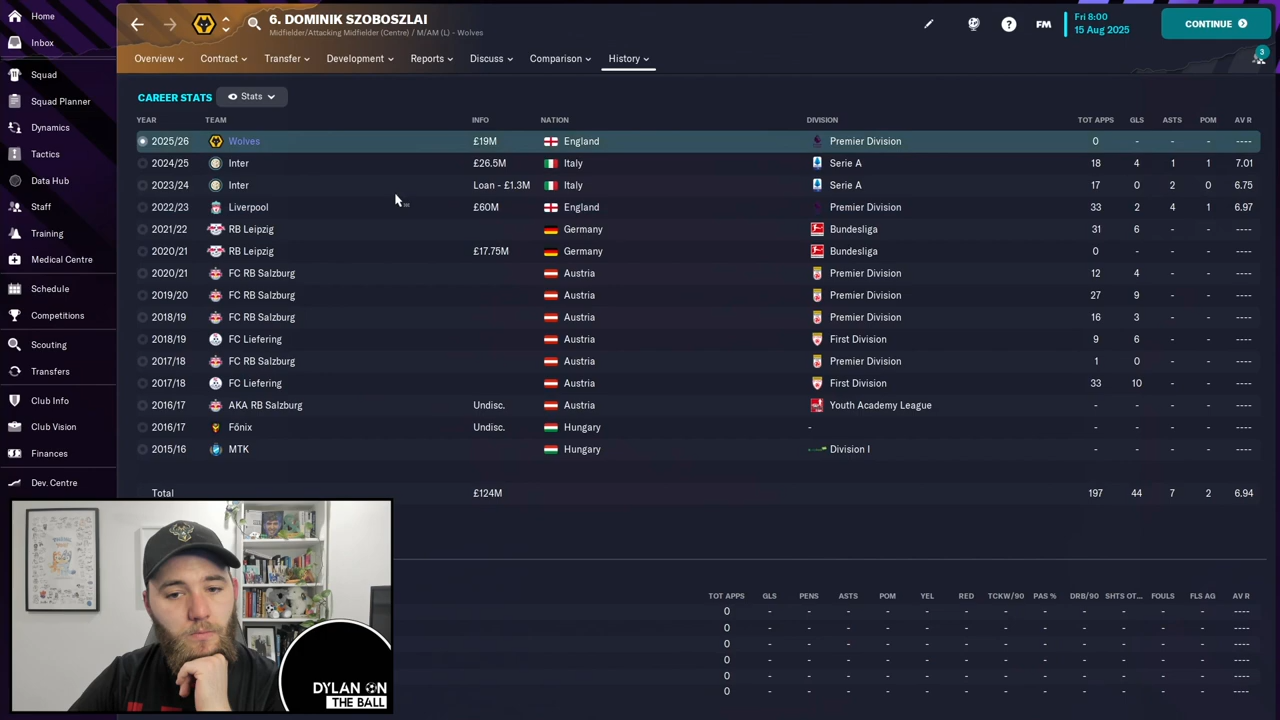 Home
Inbox
Squad
Squad Planner
Dynamics
Tactics
Data Hub
Staff
Training
Medical Centre
Schedule
Competitions
Scouting
Transfers
Club Info
Club Vision
Finances
Dev. Centre
6. DOMINIK SZOBOSZLAI
Midfielder/Attacking Midfielder (Centre) / M/AM (L) - Wolves
FM
Fri 8:00
15 Aug 2025
CONTINUE
3
Overview Contract Transfer Development Reports Discuss Comparison History
CAREER STATS Stats
YEAR TEAM INFO NATION DIVISION TOT APPS GLS ASTS POM AV R
2025/26 Wolves £19M England Premier Division 0 - - - ----
2024/25 Inter £26.5M Italy Serie A 18 4 1 1 7.01
2023/24 Inter Loan - £1.3M Italy Serie A 17 0 2 0 6.75
2022/23 Liverpool £60M England Premier Division 33 2 4 1 6.97
2021/22 RB Leipzig Germany Bundesliga 31 6 - - ----
2020/21 RB Leipzig £17.75M Germany Bundesliga 0 - - - ----
2020/21 FC RB Salzburg Austria Premier Division 12 4 - - ----
2019/20 FC RB Salzburg Austria Premier Division 27 9 - - ----
2018/19 FC RB Salzburg Austria Premier Division 16 3 - - ----
2018/19 FC Liefering Austria First Division 9 6 - - ----
2017/18 FC RB Salzburg Austria Premier Division 1 0 - - ----
2017/18 FC Liefering Austria First Division 33 10 - - ----
2016/17 AKA RB Salzburg Undisc. Austria Youth Academy League - - - - ----
2016/17 Főnix Undisc. Hungary - - - - - ----
2015/16 MTK Hungary Division I - - - - ----
Total £124M 197 44 7 2 6.94
TOT APPS GLS PENS ASTS POM YEL RED TCKW/90 PAS % DRB/90 SHTS OT... FOULS FLS AG AV R
0 - - - - - - - - - - - - ----
0 - - - - - - - - - - - - ----
0 - - - - - - - - - - - - ----
0 - - - - - - - - - - - - ----
0 - - - - - - - - - - - - ----
0 - - - - - - - - - - - - ----
DYLAN ON
THE BALL